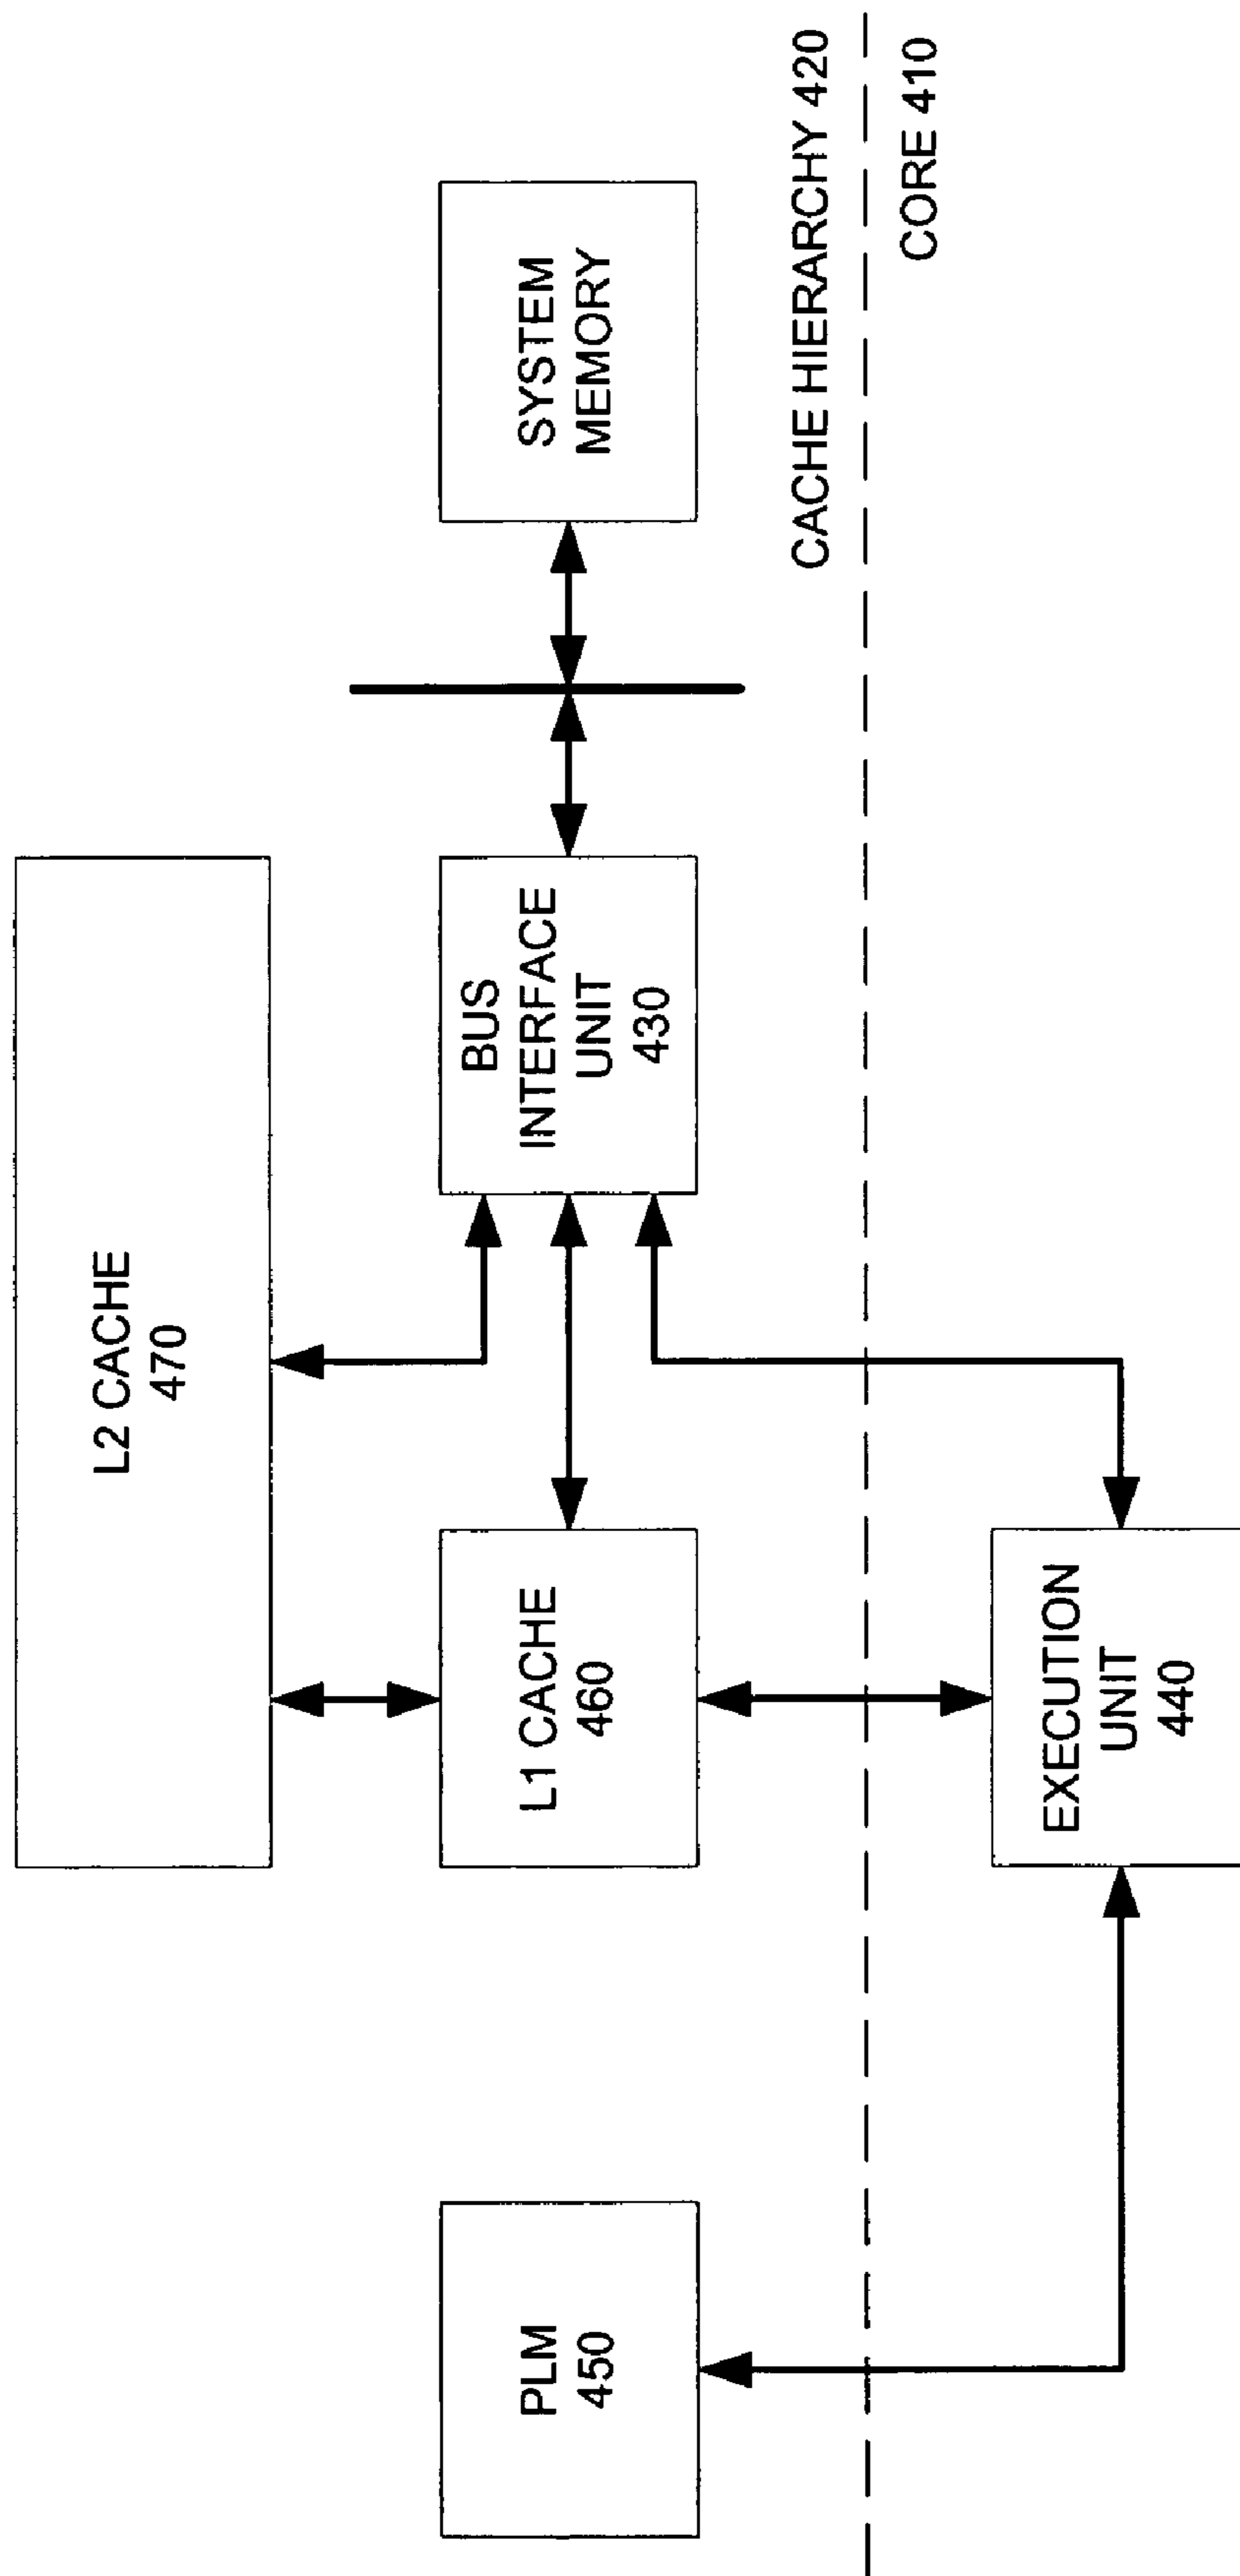 L2 CACHE
470
PLM
450
L1 CACHE
460
BUS
INTERFACE
UNIT
430
SYSTEM
MEMORY
CACHE HIERARCHY 420
CORE 410
EXECUTION
UNIT
440